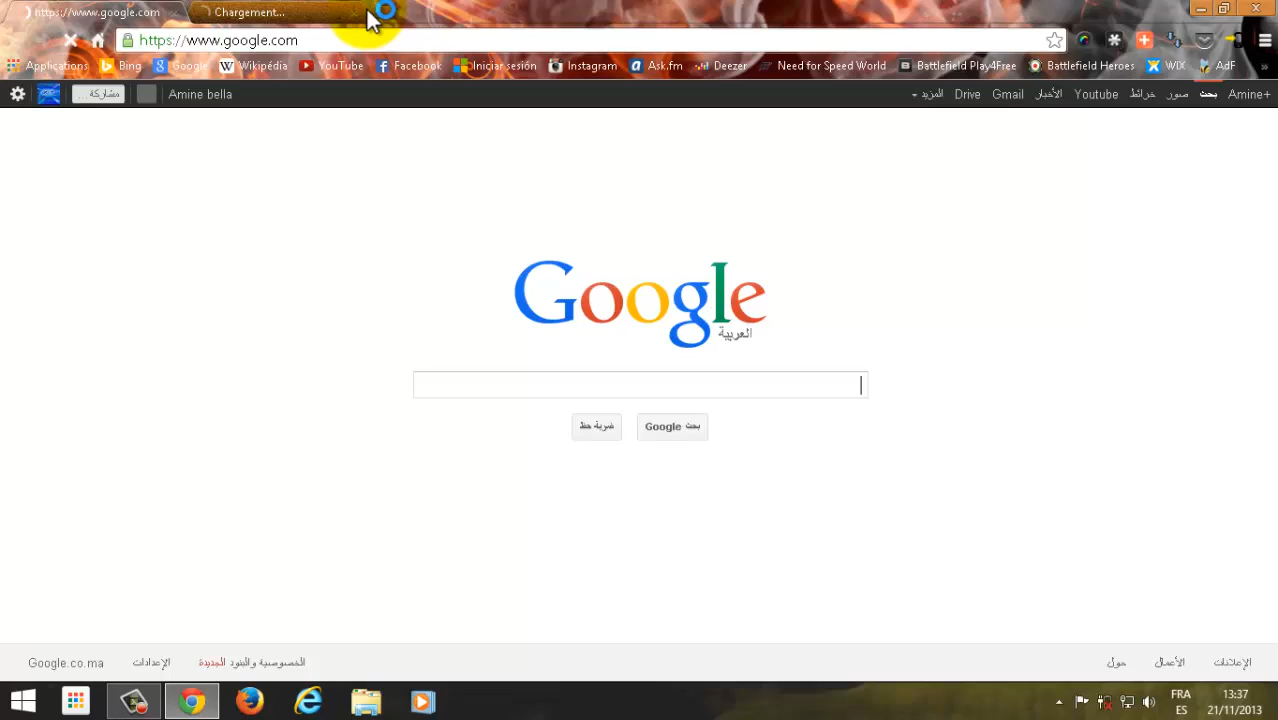 https://www.google.com
Chargement...
https://www.google.com
Applications
Bing
Google
Wikipédia
YouTube
Facebook
Iniciar sesión
Instagram
Ask.fm
Deezer
Need for Speed World
Battlefield Play4Free
Battlefield Heroes
WIX
AdF
مشاركة...
Amine bella
Amine+
بحث
صور
خرائط
Youtube
الأخبار
Gmail
Drive
المزيد
Google
العربية
بحث Google
ضربة حظ
Google.co.ma
الإعدادات
الخصوصية والبنود الجديدة
حول
الأعمال
الإعلانات
FRA
ES
13:37
21/11/2013